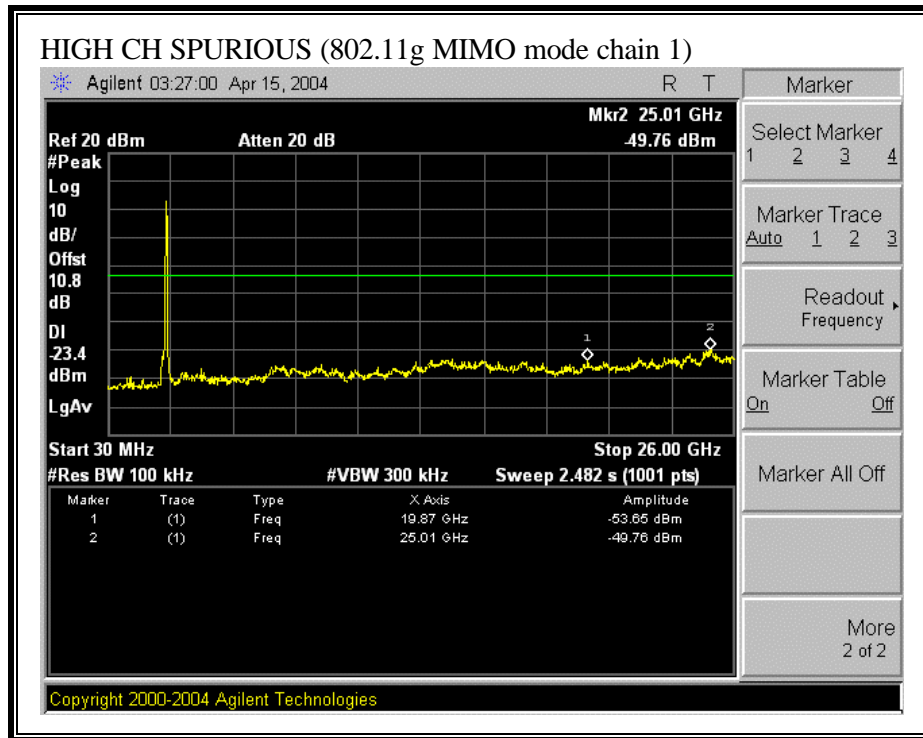 HIGH CH SPURIOUS (802.11g MIMO mode chain 1)
Agilent 03:27:00 Apr 15, 2004 R T
Mkr2 25.01 GHz
Ref 20 dBm Atten 20 dB -49.76 dBm
#Peak
Log
10
dB/
Offst
10.8
dB
DI
-23.4
dBm
LgAv
1
2
Start 30 MHz Stop 26.00 GHz
#Res BW 100 kHz #VBW 300 kHz Sweep 2.482 s (1001 pts)
Marker Trace Type X Axis Amplitude
1 (1) Freq 19.87 GHz -53.65 dBm
2 (1) Freq 25.01 GHz -49.76 dBm
Copyright 2000-2004 Agilent Technologies
Marker
Select Marker
1 2 3 4
Marker Trace
Auto 1 2 3
Readout
Frequency
Marker Table
On Off
Marker All Off
More
2 of 2